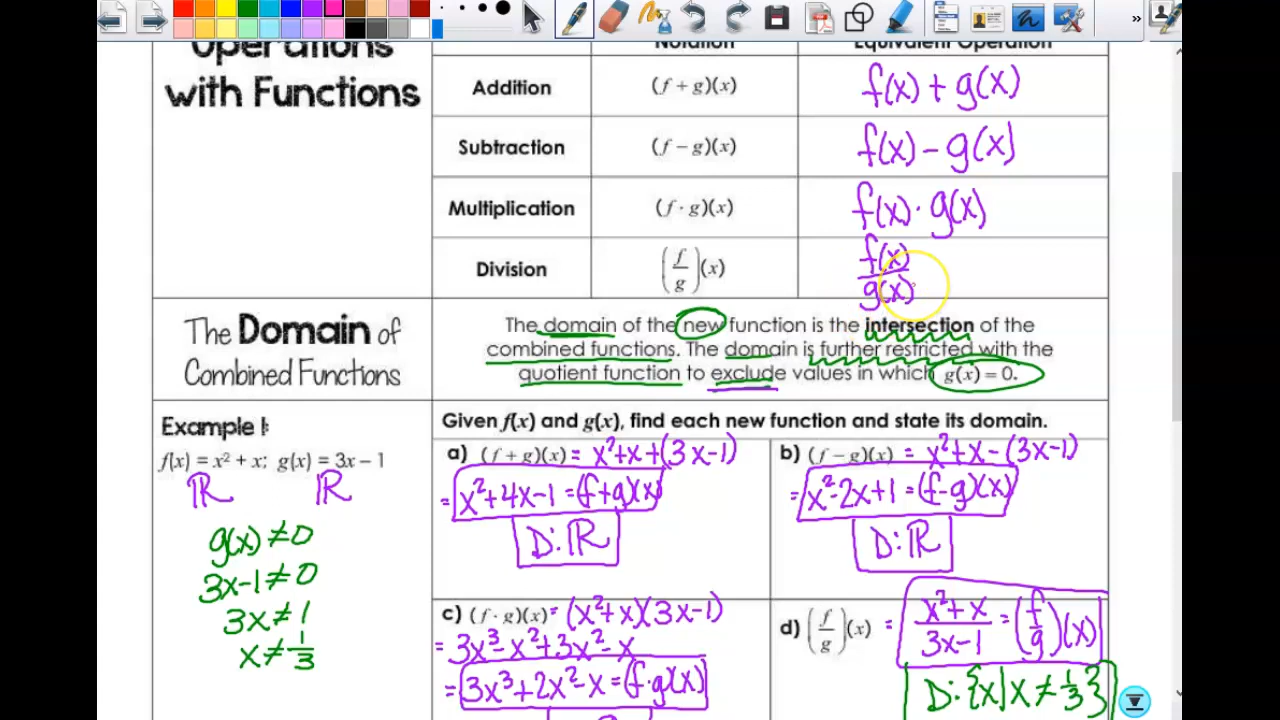 Operations
with Functions
Notation
Equivalent Operation
Addition
(f + g)(x)
f(x) + g(x)
Subtraction
(f − g)(x)
f(x) − g(x)
Multiplication
(f · g)(x)
f(x) · g(x)
Division
(f/g)(x)
f(x)/g(x)
The Domain of
Combined Functions
The domain of the new function is the intersection of the
combined functions. The domain is further restricted with the
quotient function to exclude values in which g(x) = 0.
Example 1:
f(x) = x² + x; g(x) = 3x − 1
ℝ ℝ
g(x) ≠ 0
3x−1 ≠ 0
3x ≠ 1
x ≠ 1/3
Given f(x) and g(x), find each new function and state its domain.
a) (f + g)(x) = x²+x+(3x−1)
= x²+4x−1 = (f+g)(x)
D: ℝ
b) (f − g)(x) = x²+x−(3x−1)
= x²−2x+1 = (f−g)(x)
D: ℝ
c) (f · g)(x) = (x²+x)(3x−1)
= 3x³−x²+3x²−x
= 3x³+2x²−x = (f·g)(x)
d) (f/g)(x) = x²+x/3x−1 = (f/g)(x)
D: {x|x ≠ 1/3}